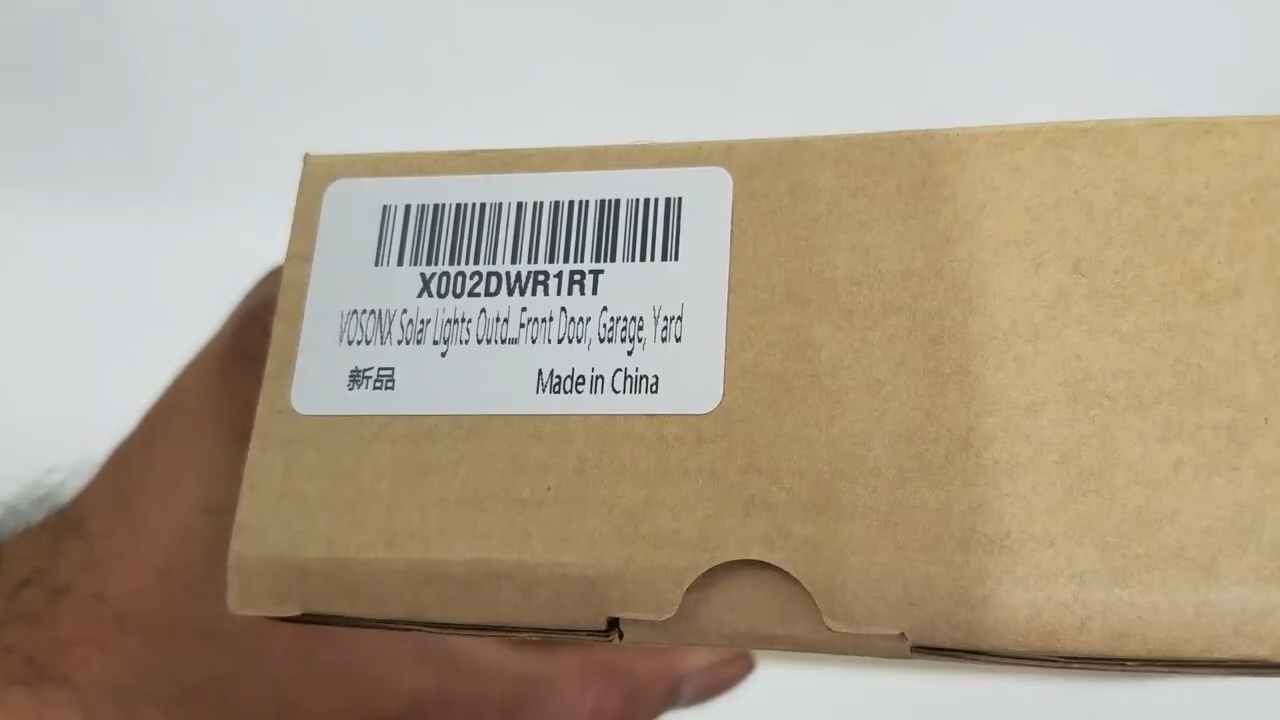 X002DWR1RT
VOSONX Solar Lights Outd...Front Door, Garage, Yard
新品 Made in China